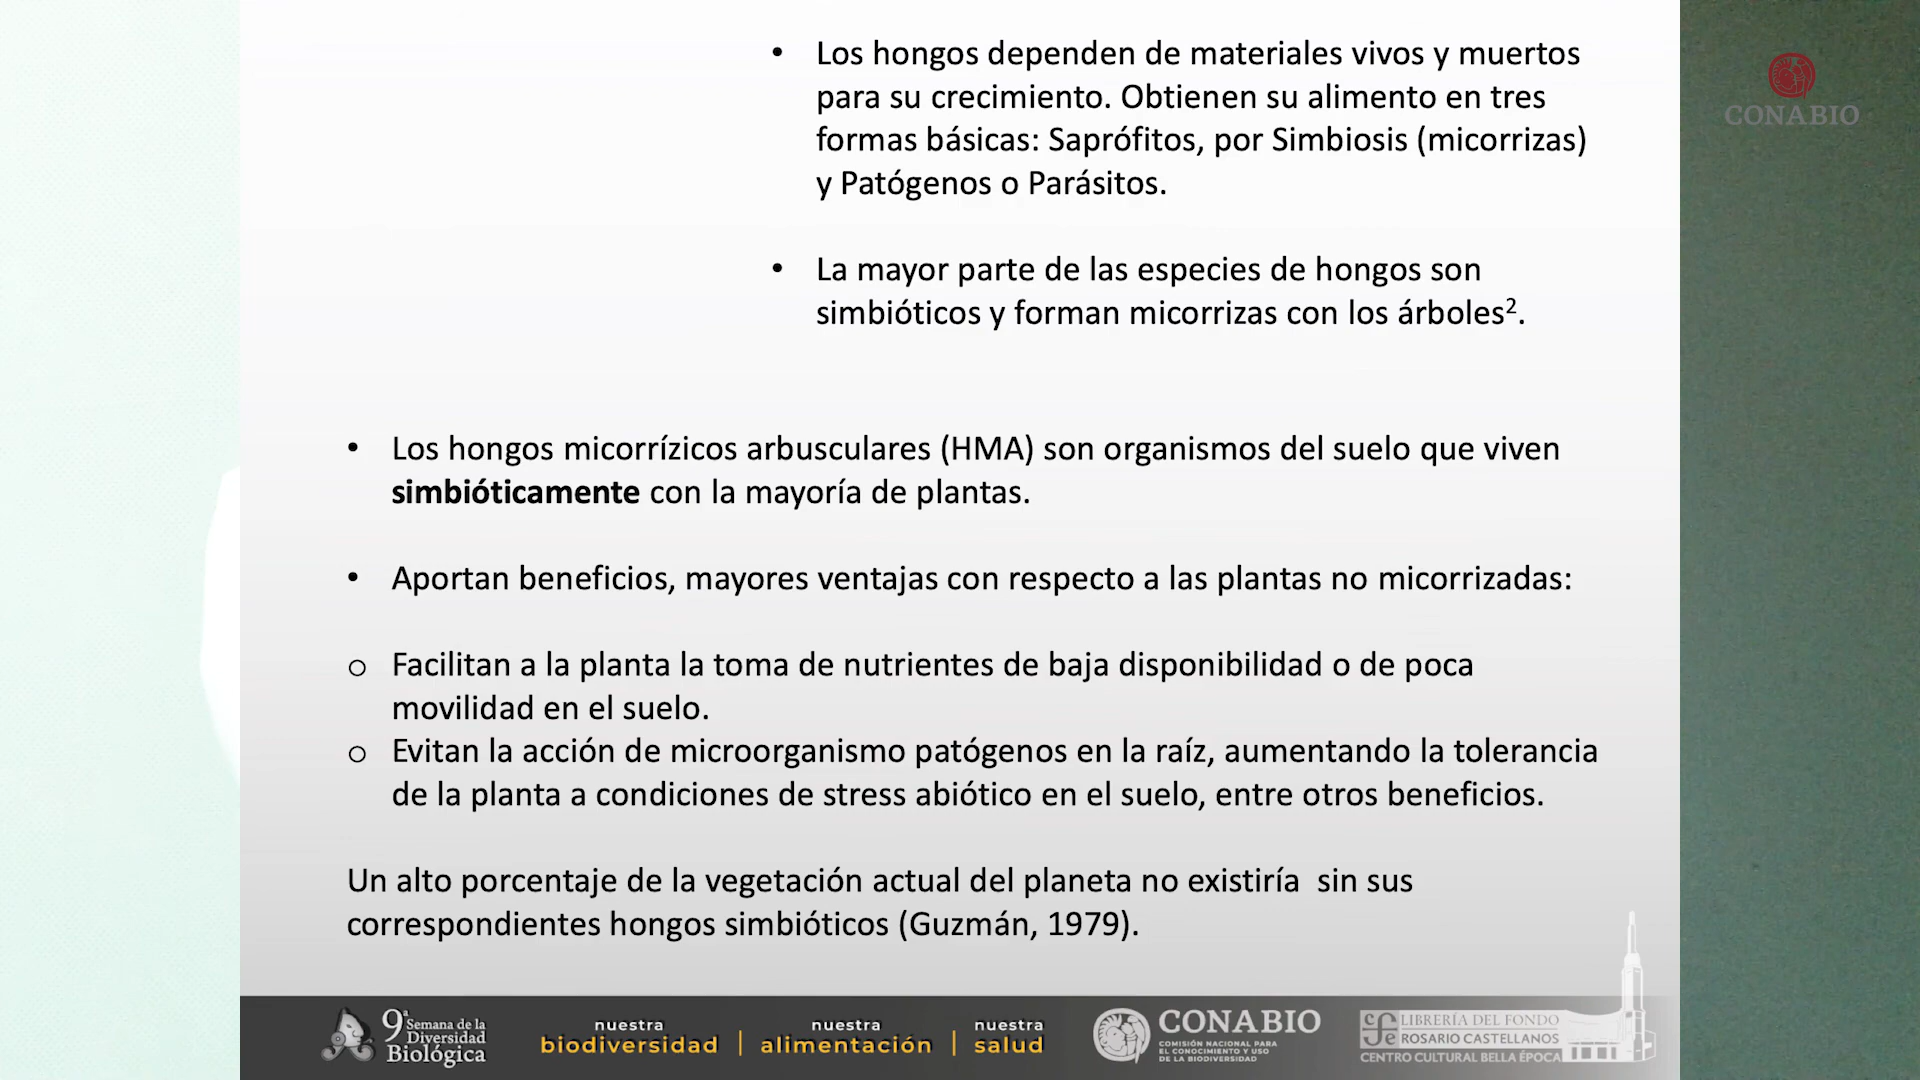 • Los hongos dependen de materiales vivos y muertos
para su crecimiento. Obtienen su alimento en tres
formas básicas: Saprófitos, por Simbiosis (micorrizas)
y Patógenos o Parásitos.
• La mayor parte de las especies de hongos son
simbióticos y forman micorrizas con los árboles².
CONABIO
• Los hongos micorrízicos arbusculares (HMA) son organismos del suelo que viven
simbióticamente con la mayoría de plantas.
• Aportan beneficios, mayores ventajas con respecto a las plantas no micorrizadas:
o Facilitan a la planta la toma de nutrientes de baja disponibilidad o de poca
movilidad en el suelo.
o Evitan la acción de microorganismo patógenos en la raíz, aumentando la tolerancia
de la planta a condiciones de stress abiótico en el suelo, entre otros beneficios.
Un alto porcentaje de la vegetación actual del planeta no existiría  sin sus
correspondientes hongos simbióticos (Guzmán, 1979).
9ª Semana de la
Diversidad
Biológica
nuestra
biodiversidad |
nuestra
alimentación |
nuestra
salud
CONABIO
COMISIÓN NACIONAL PARA
EL CONOCIMIENTO Y USO
DE LA BIODIVERSIDAD
cfe
LIBRERÍA DEL FONDO
ROSARIO CASTELLANOS
CENTRO CULTURAL BELLA ÉPOCA